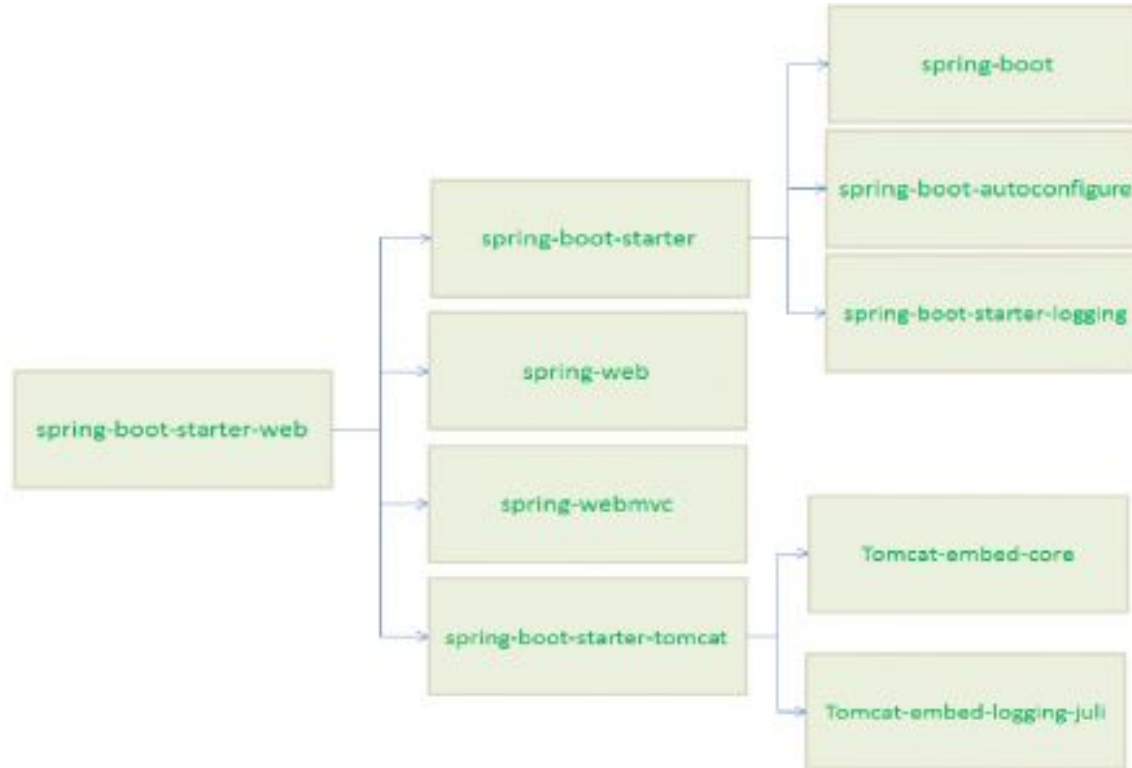 spring-boot
spring-boot-autoconfigure
spring-boot-starter
spring-boot-starter-logging
spring-web
spring-boot-starter-web
spring-webmvc
Tomcat-embed-core
spring-boot-starter-tomcat
Tomcat-embed-logging-juli